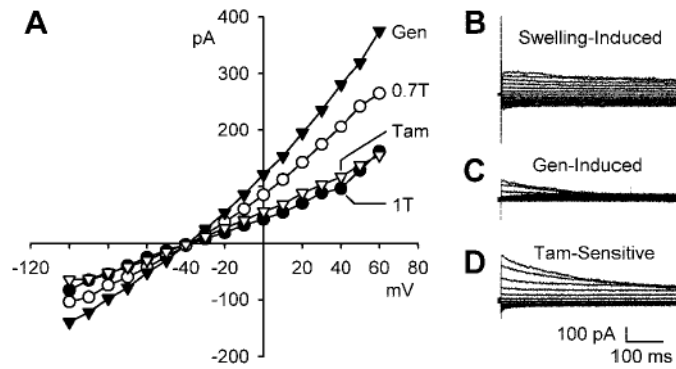 A
pA
400
300
200
-100
-200
-120
-80
-40
0
20
40
60
80
mV
Gen
0.7T
Tam
1T
B
Swelling-Induced
C
Gen-Induced
D
Tam-Sensitive
100 pA
100 ms